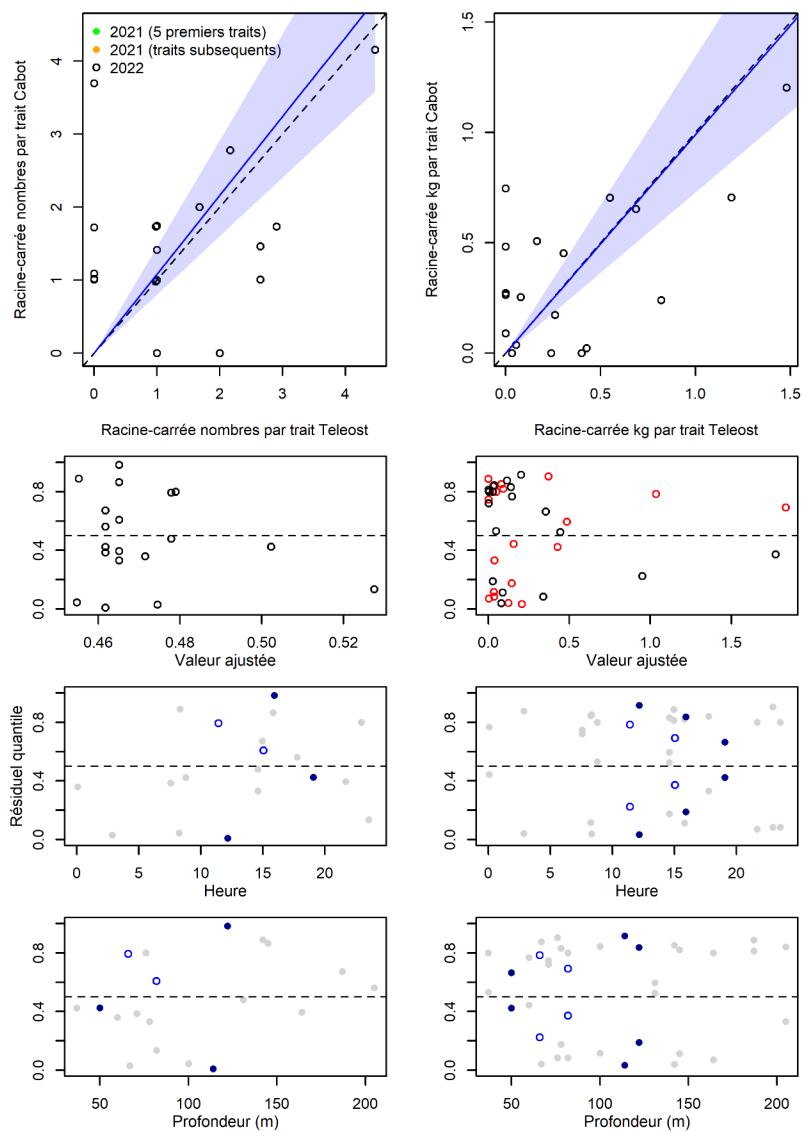 2021 (5 premiers traits)
2021 (traits subsequents)
2022
Racine-carrée nombres par trait Cabot
0 1 2 3 4
0 1 2 3 4
Racine-carrée nombres par trait Teleost
Racine-carrée kg par trait Cabot
0.0 0.5 1.0 1.5
0.0 0.5 1.0 1.5
Racine-carrée kg par trait Teleost
0.0 0.4 0.8
0.46 0.48 0.50 0.52
Valeur ajustée
0.0 0.4 0.8
0.0 0.5 1.0 1.5
Valeur ajustée
Résiduel quantile
0.0 0.4 0.8
0 5 10 15 20
Heure
0.0 0.4 0.8
0 5 10 15 20
Heure
0.0 0.4 0.8
50 100 150 200
Profondeur (m)
0.0 0.4 0.8
50 100 150 200
Profondeur (m)